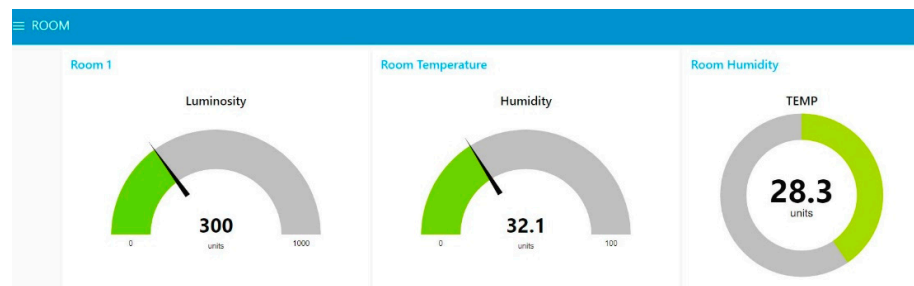 ≡ ROOM
Room 1
Luminosity
300
units
0
1000
Room Temperature
Humidity
32.1
units
0
100
Room Humidity
TEMP
28.3
units